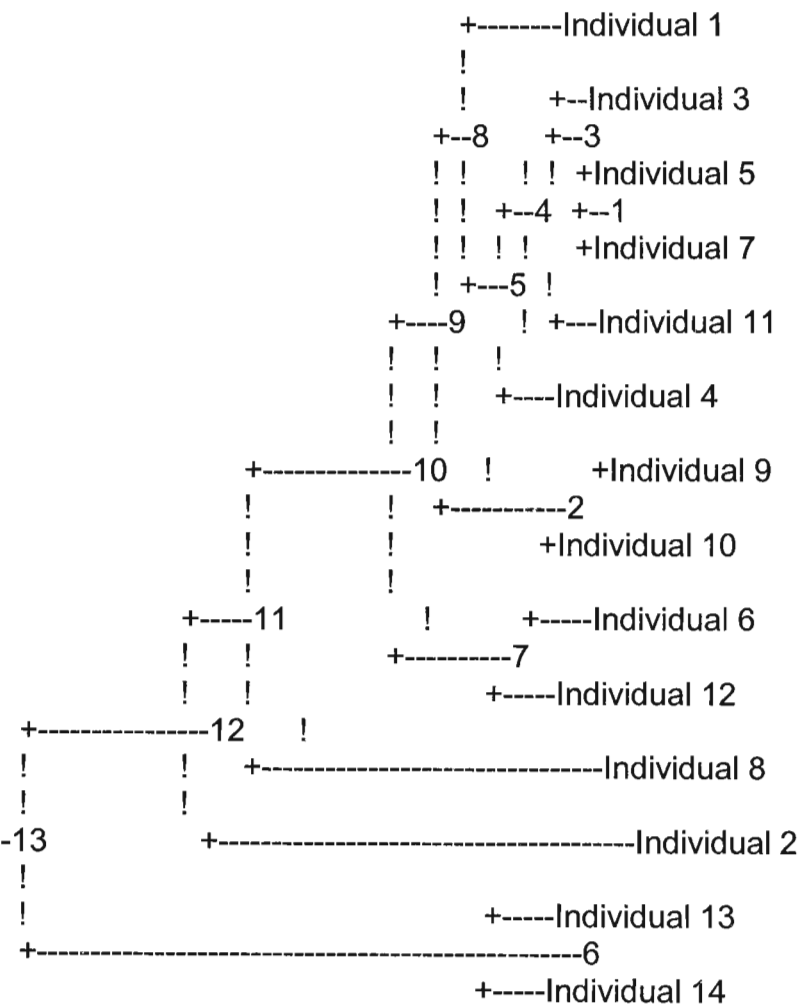 +--------Individual 1
!
! +--Individual 3
+--8 +--3
! ! ! ! +Individual 5
! ! +--4 +--1
! ! ! ! +Individual 7
! +---5 !
+----9 ! +---Individual 11
! ! !
! ! +----Individual 4
! !
+--------------10 ! +Individual 9
! ! +-----------2
! ! +Individual 10
! !
+-----11 ! +-----Individual 6
! ! +----------7
! ! +-----Individual 12
+----------------12 !
! ! +--------------------------------Individual 8
! !
-13 +---------------------------------------Individual 2
!
! +-----Individual 13
+---------------------------------------------------6
+-----Individual 14